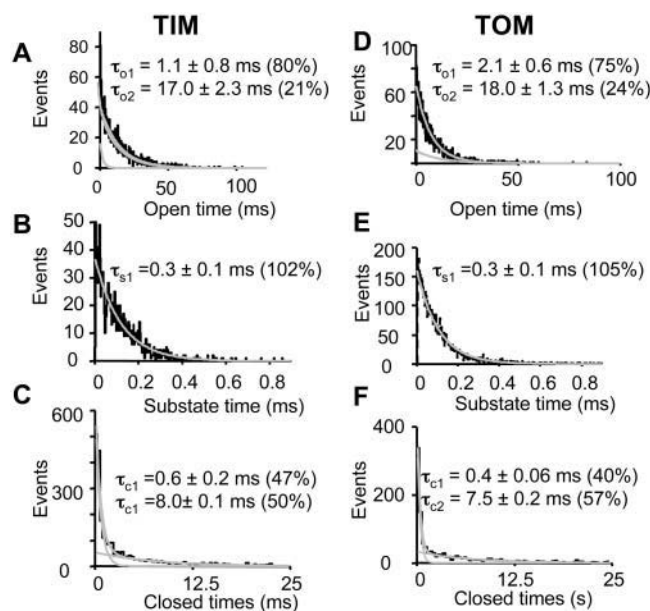 TIM
TOM
A
τo1 = 1.1 ± 0.8 ms (80%)
τo2 = 17.0 ± 2.3 ms (21%)
Events
80
60
40
20
0
0
50
100
Open time (ms)
D
τo1 = 2.1 ± 0.6 ms (75%)
τo2 = 18.0 ± 1.3 ms (24%)
Events
100
60
20
0
50
100
Open time (ms)
B
τs1 =0.3 ± 0.1 ms (102%)
Events
50
40
30
20
10
0
0
0.2
0.4
0.6
0.8
Substate time (ms)
E
τs1 =0.3 ± 0.1 ms (105%)
Events
200
150
100
50
0
0
0.2
0.4
0.6
0.8
Substate time (ms)
C
τc1 =0.6 ± 0.2 ms (47%)
τc1 =8.0± 0.1 ms (50%)
Events
600
300
0
0
12.5
25
Closed times (ms)
F
τc1 = 0.4 ± 0.06 ms (40%)
τc2 = 7.5 ± 0.2 ms (57%)
Events
400
200
0
0
12.5
25
Closed times (s)